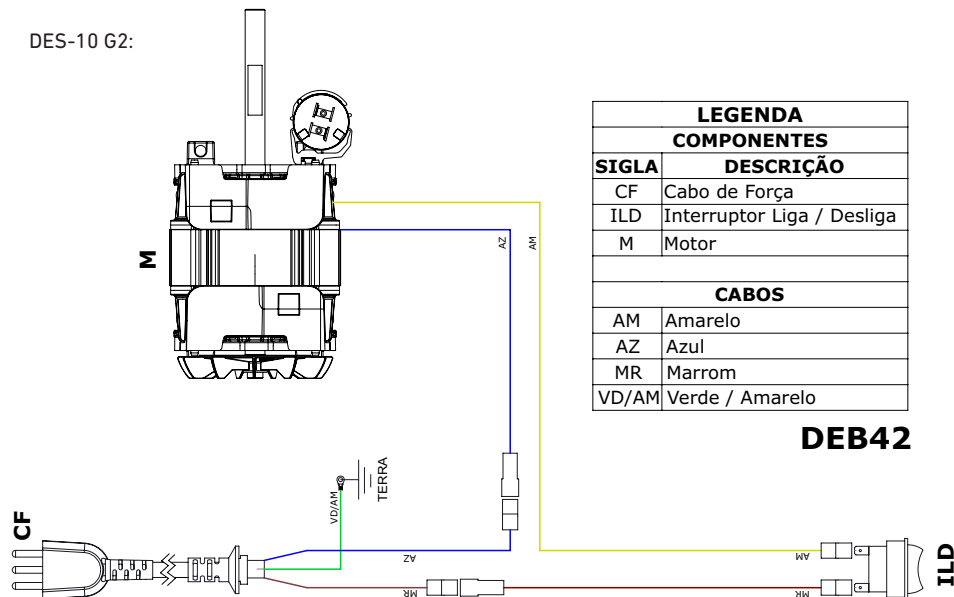 DES-10 G2:
LEGENDA
COMPONENTES
SIGLA DESCRIÇÃO
CF Cabo de Força
ILD Interruptor Liga / Desliga
M Motor
CABOS
AM Amarelo
AZ Azul
MR Marrom
VD/AM Verde / Amarelo
DEB42
M
AZ
AM
TERRA
VD/AM
CF
AZ
MR
AM
MR
ILD